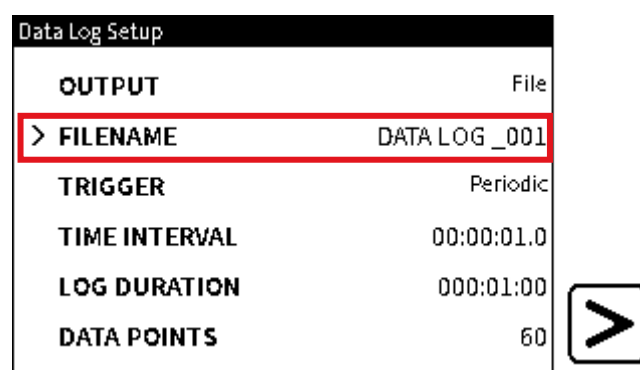 Data Log Setup
OUTPUT File
> FILENAME DATA LOG _001
TRIGGER Periodic
TIME INTERVAL 00:00:01.0
LOG DURATION 000:01:00
DATA POINTS 60
>